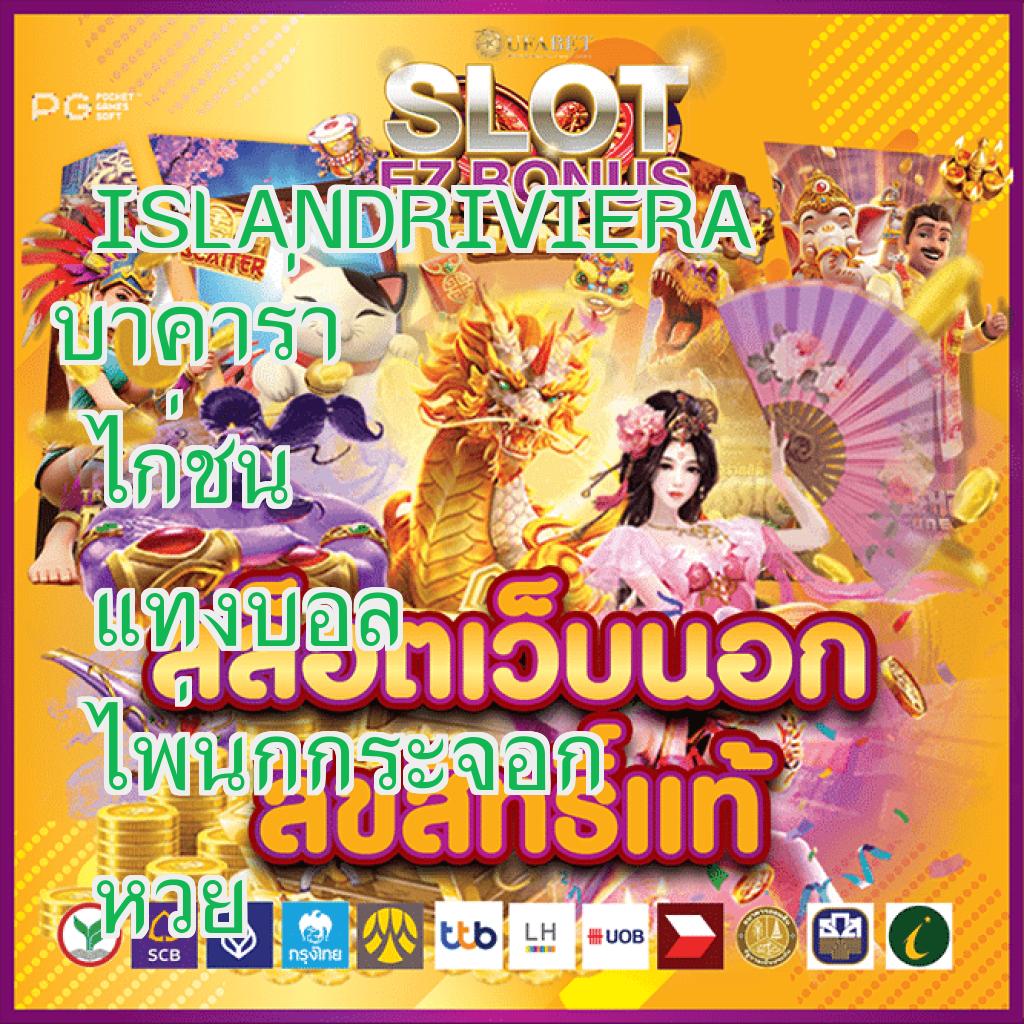 UFABET
SLOT
PG POCKET GAMES SOFT
EZ BONUS
ISLANDRIVIERA
SCATTER
บาคาร่า
ไก่ชน
แทงบอล
สล็อตเว็บนอก
ไพ่นกกระจอก
ลิขสิทธิ์แท้
หวย
SCB
กรุงไทย
ttb
LH
UOB